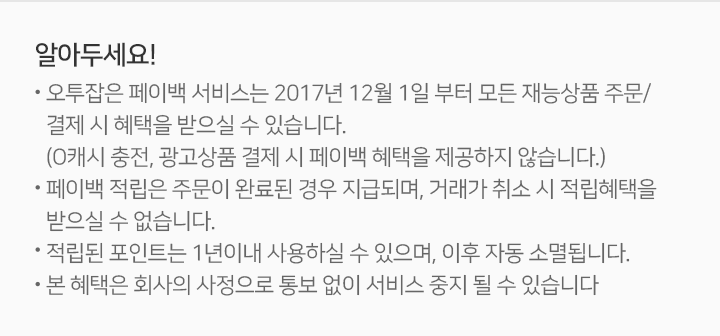 알아두세요!
• 오투잡은 페이백 서비스는 2017년 12월 1일 부터 모든 재능상품 주문/
결제 시 혜택을 받으실 수 있습니다.
(O캐시 충전, 광고상품 결제 시 페이백 혜택을 제공하지 않습니다.)
• 페이백 적립은 주문이 완료된 경우 지급되며, 거래가 취소 시 적립혜택을
받으실 수 없습니다.
• 적립된 포인트는 1년이내 사용하실 수 있으며, 이후 자동 소멸됩니다.
• 본 혜택은 회사의 사정으로 통보 없이 서비스 중지 될 수 있습니다